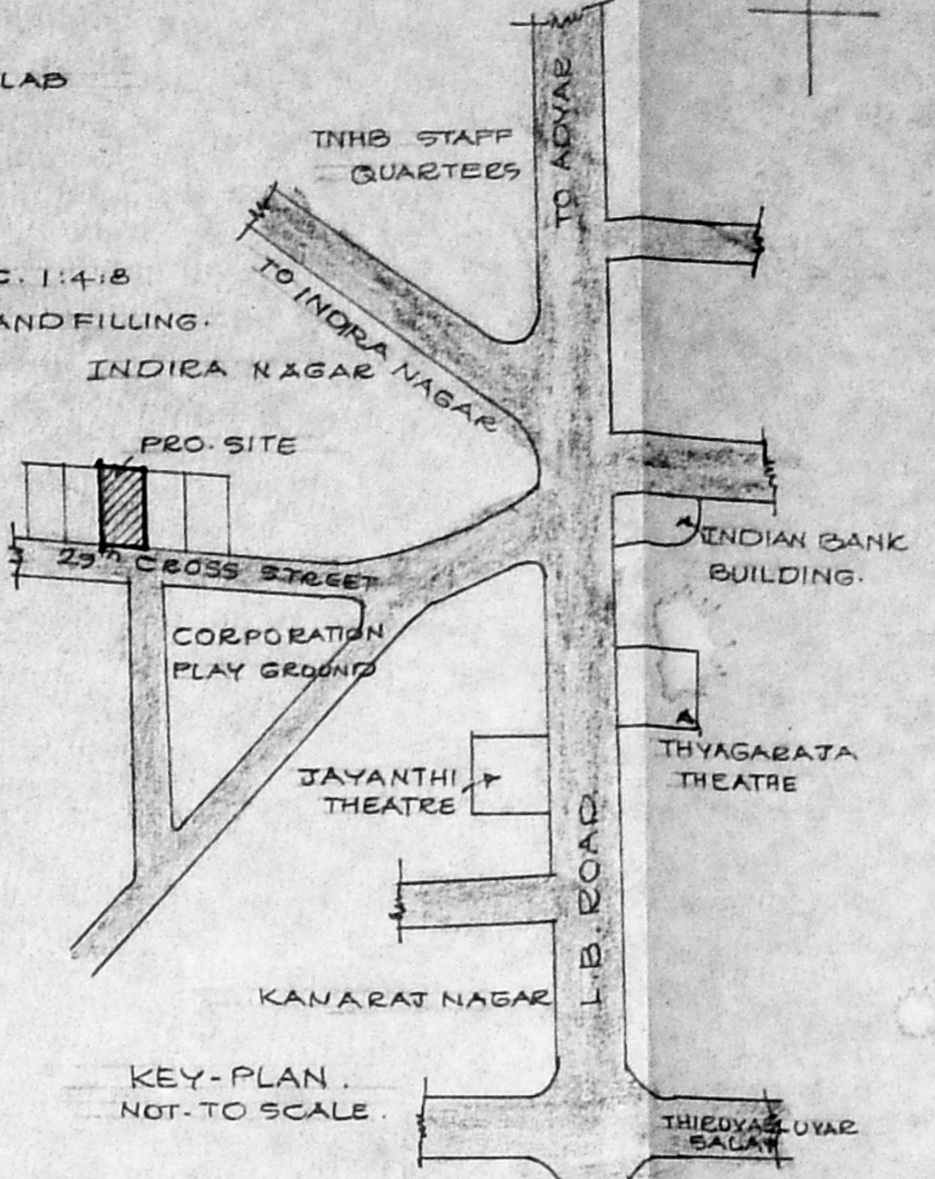 LAB
TNHB STAFF
QUARTERS
TO ADYAR
C. 1:4:8
AND FILLING.
TO INDIRA NAGAR
INDIRA NAGAR
PRO. SITE
29th CROSS STREET
INDIAN BANK
BUILDING.
CORPORATION
PLAY GROUND
THYAGARAJA
THEATRE
JAYANTHI
THEATRE
L.B. ROAD
KAMARAJ NAGAR
KEY-PLAN.
NOT-TO SCALE.
THIRUVALLUVAR
SALAI